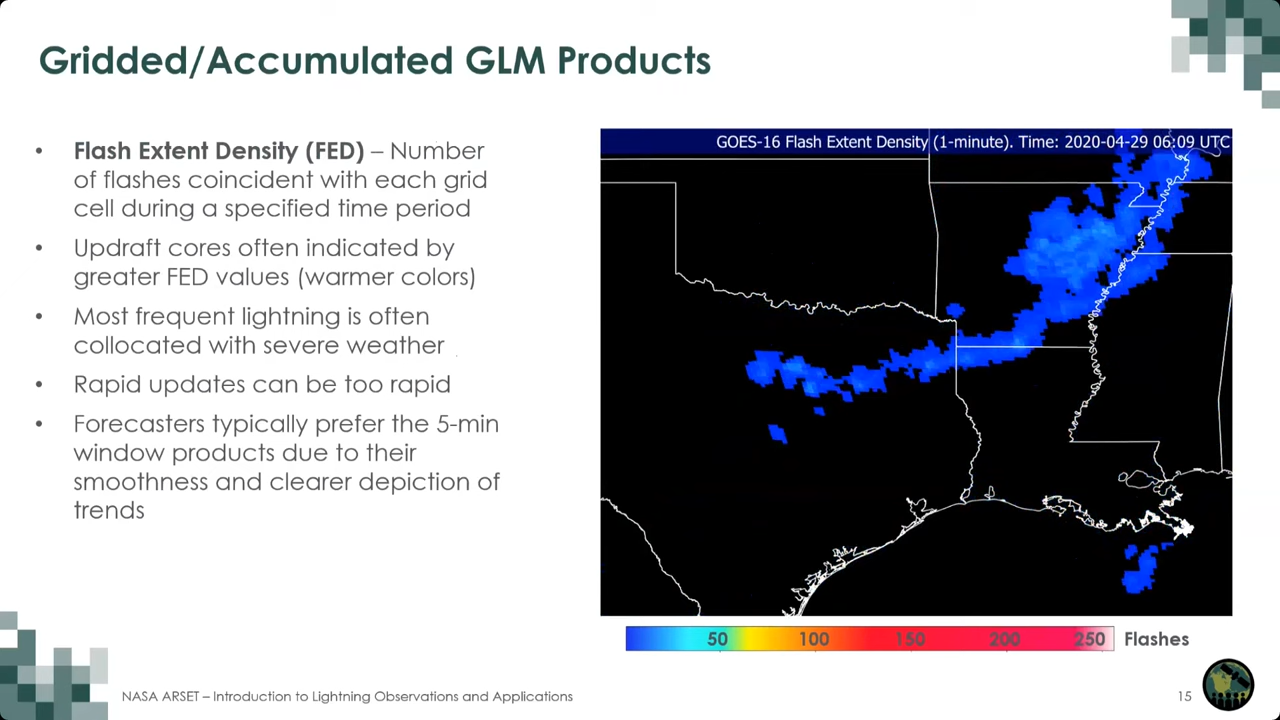 Gridded/Accumulated GLM Products
• Flash Extent Density (FED) – Number
of flashes coincident with each grid
cell during a specified time period
• Updraft cores often indicated by
greater FED values (warmer colors)
• Most frequent lightning is often
collocated with severe weather
• Rapid updates can be too rapid
• Forecasters typically prefer the 5-min
window products due to their
smoothness and clearer depiction of
trends
GOES-16 Flash Extent Density (1-minute). Time: 2020-04-29 06:09 UTC
50 100 150 200 250 Flashes
NASA ARSET – Introduction to Lightning Observations and Applications
15